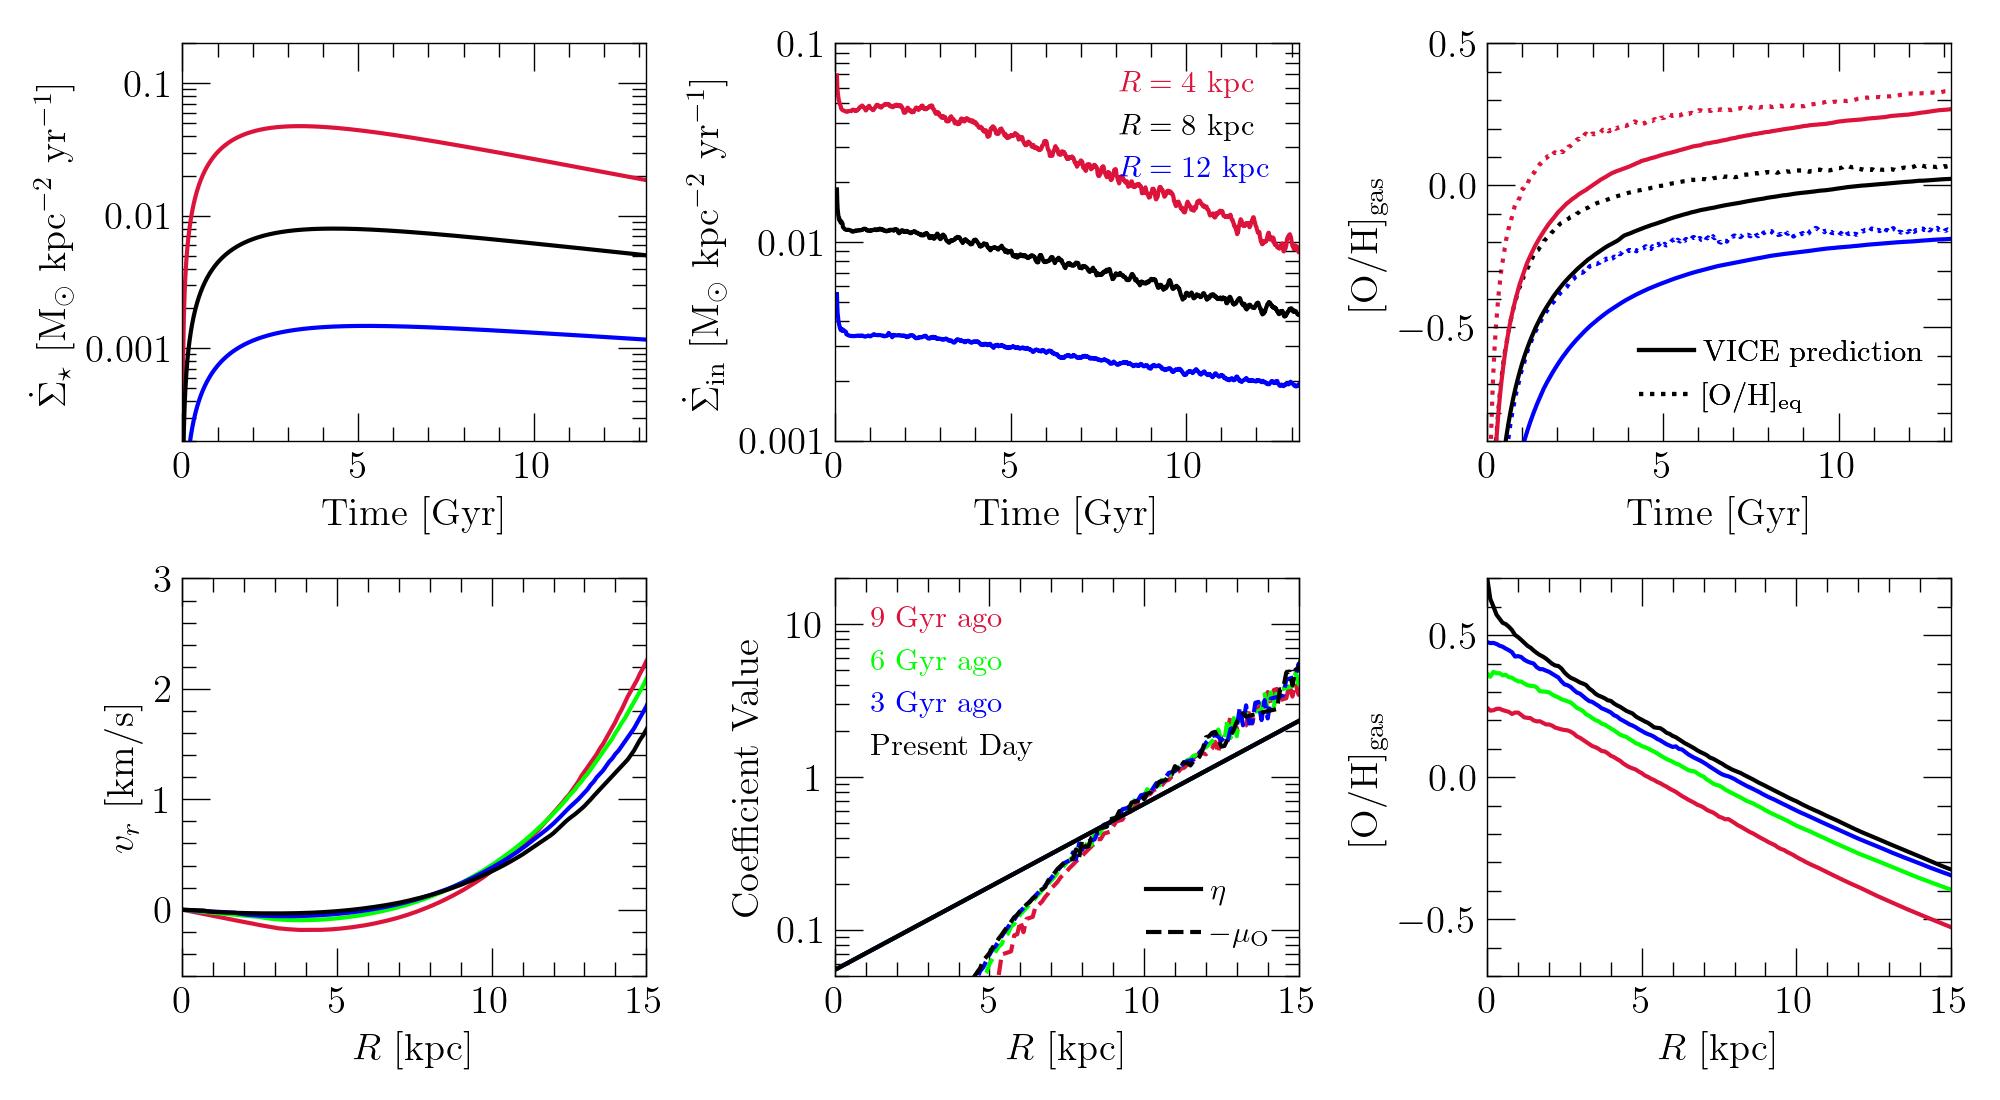 0.1
0.01
0.001
Σ̇⋆ [M⊙ kpc⁻² yr⁻¹]
0 5 10
Time [Gyr]
0.1
0.01
0.001
Σ̇in [M⊙ kpc⁻² yr⁻¹]
R = 4 kpc
R = 8 kpc
R = 12 kpc
0 5 10
Time [Gyr]
0.5
0.0
−0.5
[O/H]gas
VICE prediction
[O/H]eq
0 5 10
Time [Gyr]
3
2
1
0
vr [km/s]
0 5 10 15
R [kpc]
10
1
0.1
Coefficient Value
9 Gyr ago
6 Gyr ago
3 Gyr ago
Present Day
η
−μO
0 5 10 15
R [kpc]
0.5
0.0
−0.5
[O/H]gas
0 5 10 15
R [kpc]